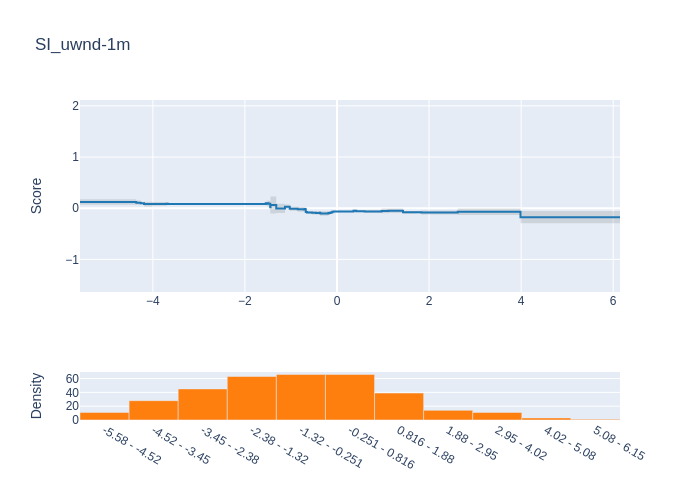 SI_uwnd-1m
Score
2
1
0
−1
−4
−2
0
2
4
6
Density
60
40
20
0
-5.58 - -4.52
-4.52 - -3.45
-3.45 - -2.38
-2.38 - -1.32
-1.32 - -0.251
-0.251 - 0.816
0.816 - 1.88
1.88 - 2.95
2.95 - 4.02
4.02 - 5.08
5.08 - 6.15